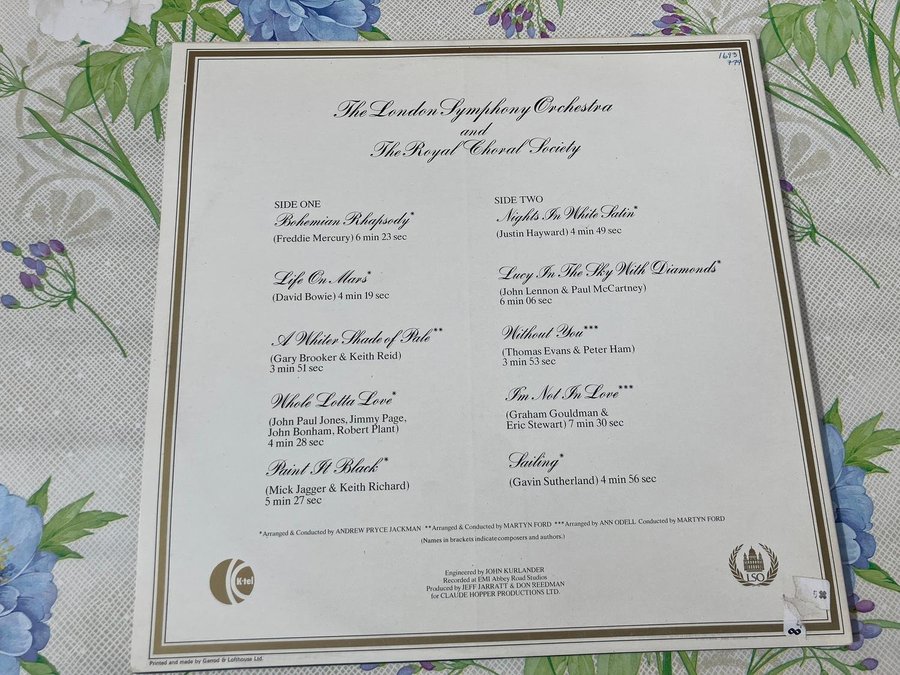 1693
779
The London Symphony Orchestra
and
The Royal Choral Society
SIDE ONE
Bohemian Rhapsody*
(Freddie Mercury) 6 min 23 sec
Life On Mars*
(David Bowie) 4 min 19 sec
A Whiter Shade of Pale**
(Gary Brooker & Keith Reid)
3 min 51 sec
Whole Lotta Love*
(John Paul Jones, Jimmy Page,
John Bonham, Robert Plant)
4 min 28 sec
Paint It Black*
(Mick Jagger & Keith Richard)
5 min 27 sec
SIDE TWO
Nights In White Satin*
(Justin Hayward) 4 min 49 sec
Lucy In The Sky With Diamonds*
(John Lennon & Paul McCartney)
6 min 06 sec
Without You***
(Thomas Evans & Peter Ham)
3 min 53 sec
I'm Not In Love***
(Graham Gouldman &
Eric Stewart) 7 min 30 sec
Sailing*
(Gavin Sutherland) 4 min 56 sec
*Arranged & Conducted by ANDREW PRYCE JACKMAN **Arranged & Conducted by MARTYN FORD ***Arranged by ANN ODELL Conducted by MARTYN FORD
(Names in brackets indicate composers and authors.)
K-tel
Engineered by JOHN KURLANDER
Recorded at EMI Abbey Road Studios
Produced by JEFF JARRATT & DON REEDMAN
for CLAUDE HOPPER PRODUCTIONS LTD.
LSO
Printed and made by Garrod & Lofthouse Ltd.